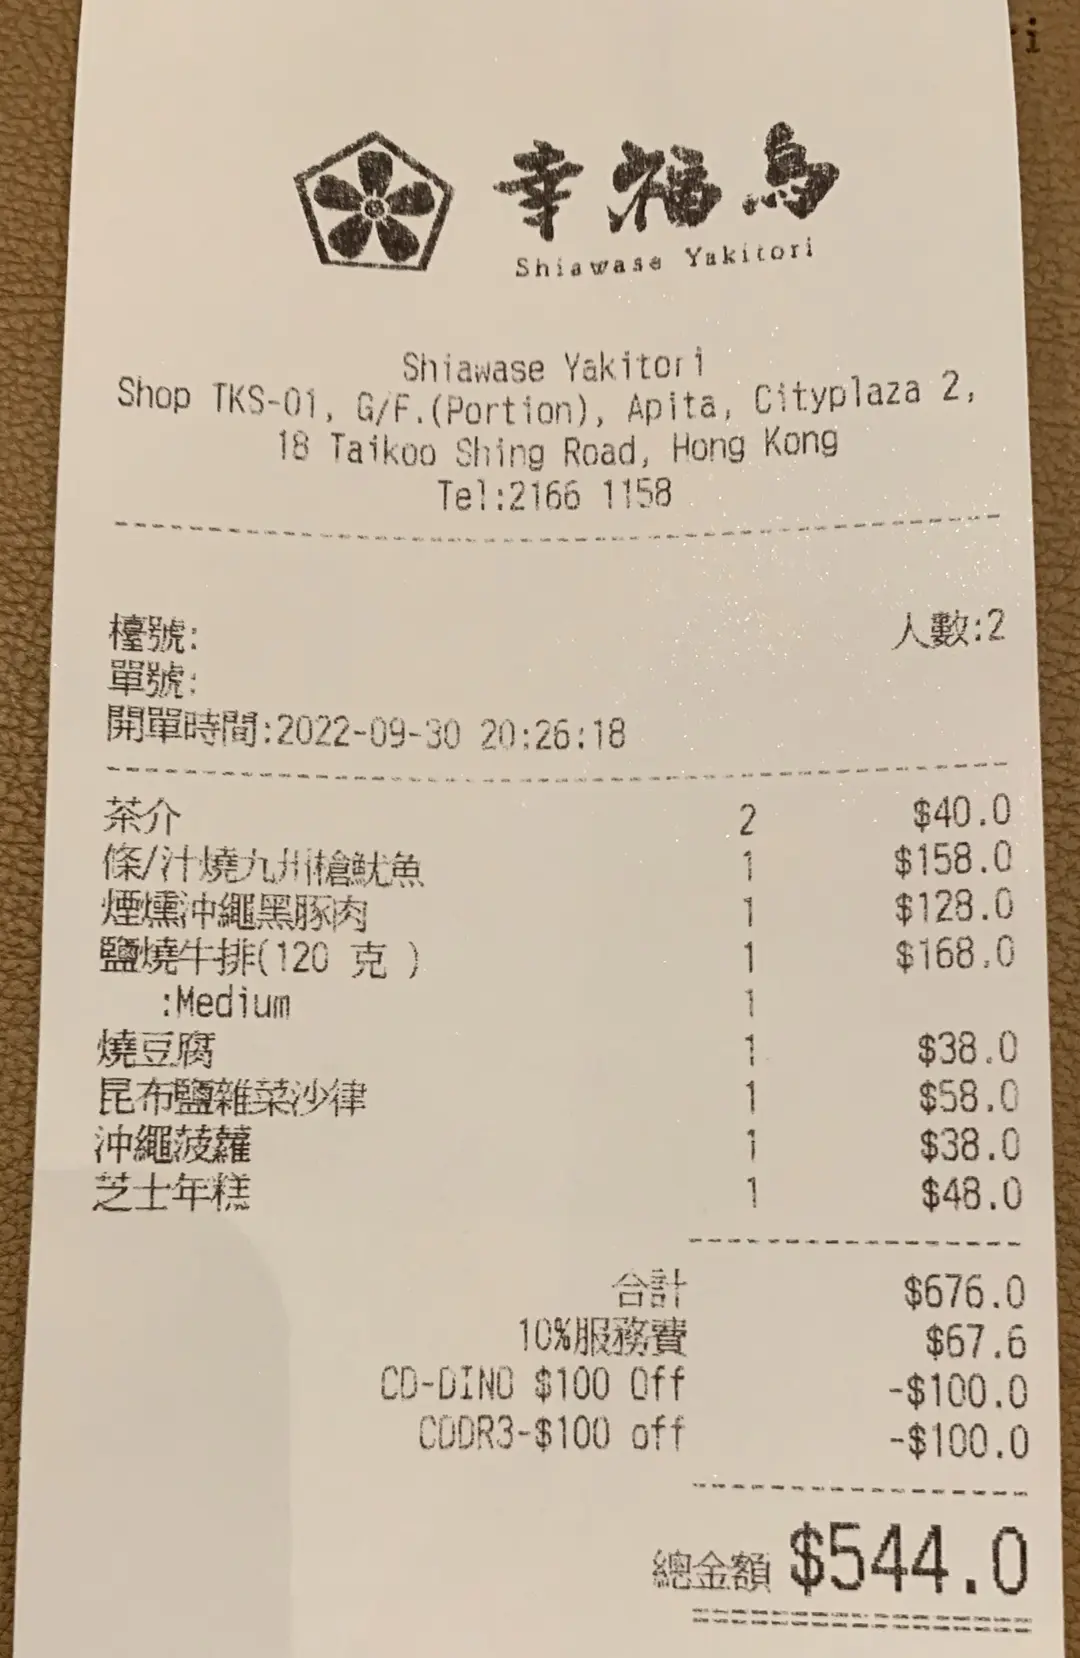 幸福鳥
Shiawase Yakitori
Shiawase Yakitori
Shop TKS-01, G/F.(Portion), Apita, Cityplaza 2,
18 Taikoo Shing Road, Hong Kong
Tel:2166 1158
檯號: 人數:2
單號:
開單時間:2022-09-30 20:26:18
茶介 2 $40.0
條/汁燒九州槍魷魚 1 $158.0
煙燻沖繩黑豚肉 1 $128.0
鹽燒牛排(120 克 ) 1 $168.0
:Medium 1
燒豆腐 1 $38.0
昆布鹽雜菜沙律 1 $58.0
沖繩菠蘿 1 $38.0
芝士年糕 1 $48.0
合計 $676.0
10%服務費 $67.6
CD-DINO $100 Off -$100.0
CDDR3-$100 off -$100.0
總金額 $544.0